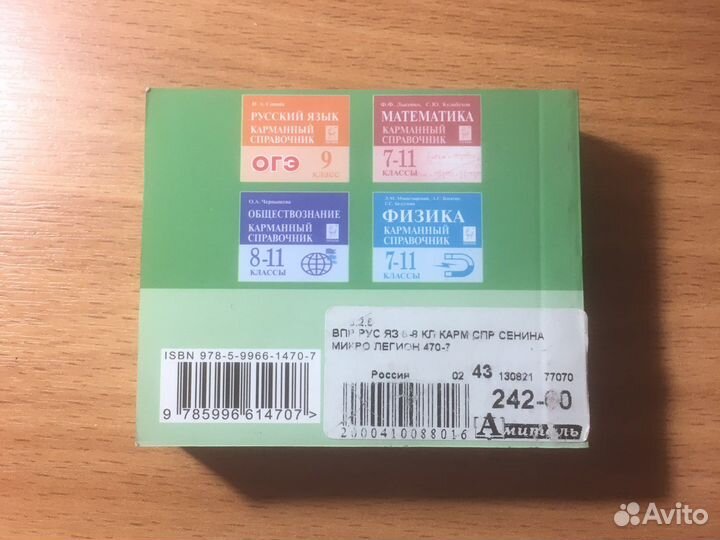 Н.А. Сенина
РУССКИЙ ЯЗЫК
КАРМАННЫЙ
СПРАВОЧНИК
ОГЭ
9
КЛАСС
Ф.Ф. Лысенко, С.Ю. Кулабухов
МАТЕМАТИКА
КАРМАННЫЙ
СПРАВОЧНИК
7-11
КЛАССЫ
О.А. Чернышева
ОБЩЕСТВОЗНАНИЕ
КАРМАННЫЙ
СПРАВОЧНИК
8-11
КЛАССЫ
ФИЗИКА
КАРМАННЫЙ
СПРАВОЧНИК
7-11
КЛАССЫ
ISBN 978-5-9966-1470-7
9 785996 614707 >
ВПР РУС ЯЗ 5-8 КЛ КАРМ СПР СЕНИНА
МИКРО ЛЕГИОН 470-7
Россия 02 43 130821 77070
242-00
2000410088016
Амиталь
Avito